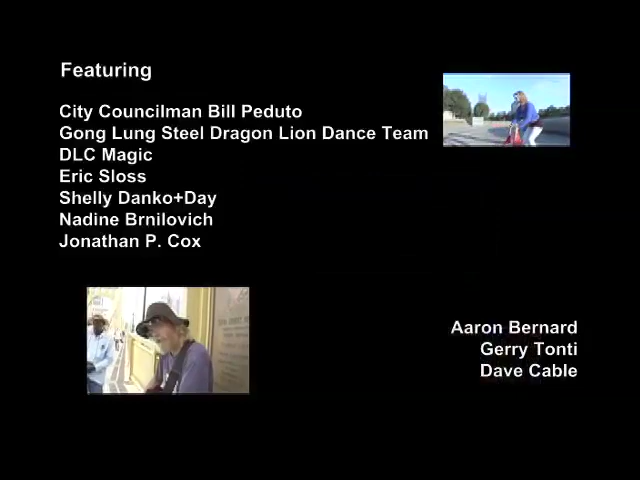 Featuring
City Councilman Bill Peduto
Gong Lung Steel Dragon Lion Dance Team
DLC Magic
Eric Sloss
Shelly Danko+Day
Nadine Brnilovich
Jonathan P. Cox
Aaron Bernard
Gerry Tonti
Dave Cable